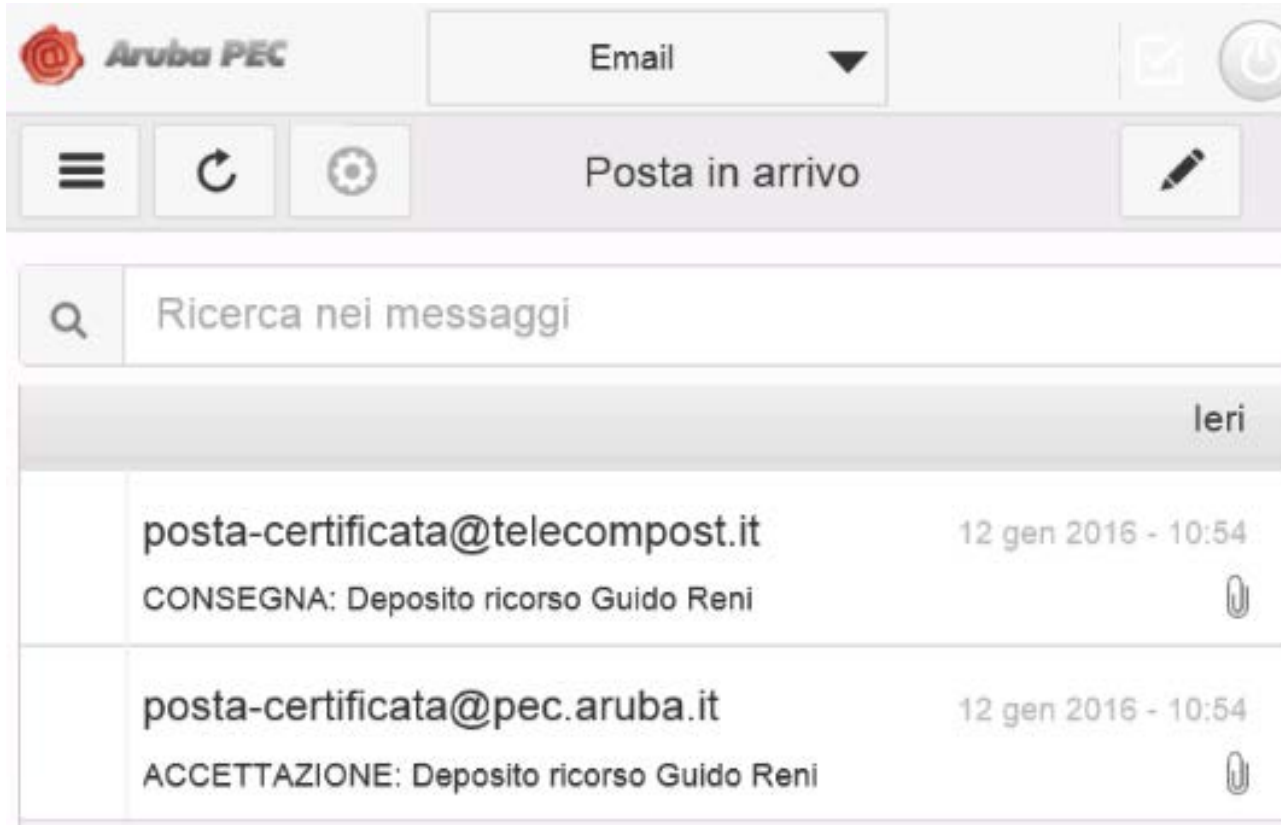 Aruba PEC
Email
Posta in arrivo
Ricerca nei messaggi
Ieri
posta-certificata@telecompost.it 12 gen 2016 - 10:54
CONSEGNA: Deposito ricorso Guido Reni
posta-certificata@pec.aruba.it 12 gen 2016 - 10:54
ACCETTAZIONE: Deposito ricorso Guido Reni